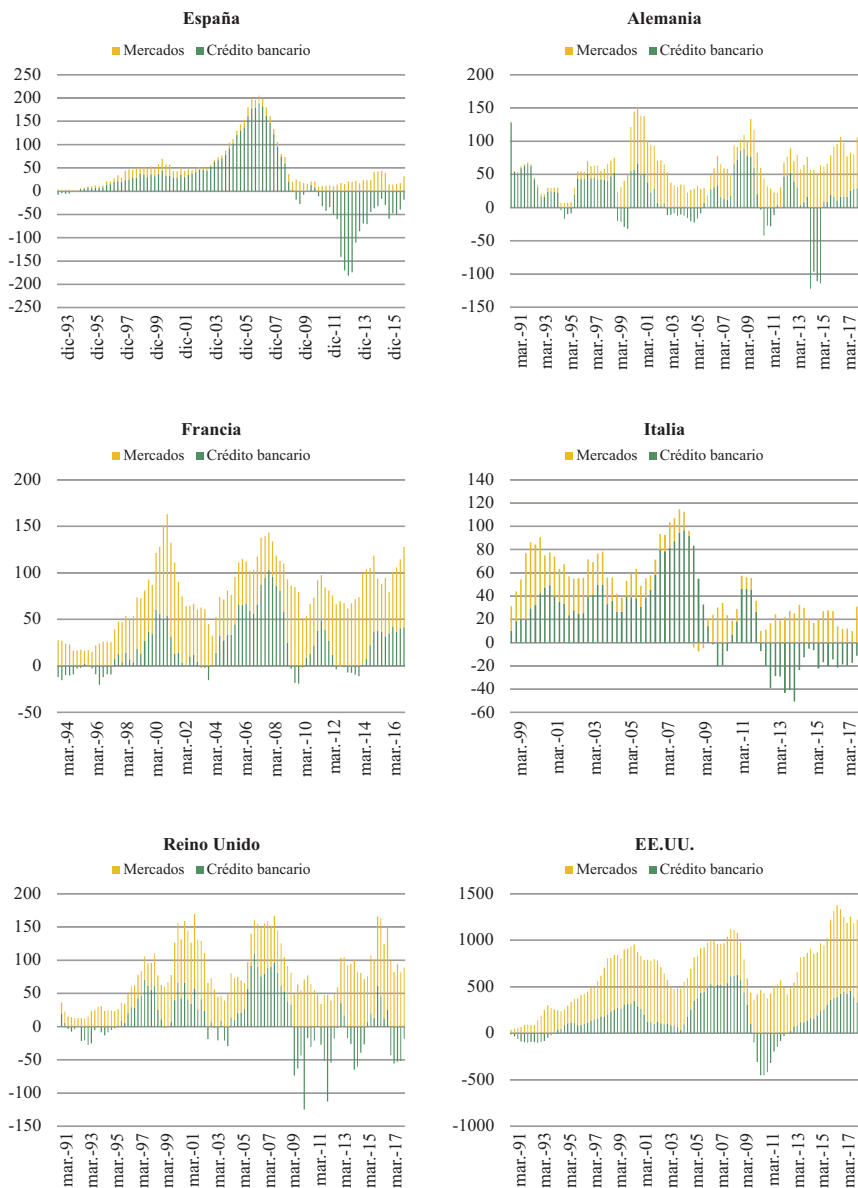 España
Mercados Crédito bancario
250
200
150
100
50
0
-50
-100
-150
-200
-250
dic-93
dic-95
dic-97
dic-99
dic-01
dic-03
dic-05
dic-07
dic-09
dic-11
dic-13
dic-15
Alemania
Mercados Crédito bancario
200
150
100
50
0
-50
-100
-150
mar.-91
mar.-93
mar.-95
mar.-97
mar.-99
mar.-01
mar.-03
mar.-05
mar.-07
mar.-09
mar.-11
mar.-13
mar.-15
mar.-17
Francia
Mercados Crédito bancario
200
150
100
50
0
-50
mar.-94
mar.-96
mar.-98
mar.-00
mar.-02
mar.-04
mar.-06
mar.-08
mar.-10
mar.-12
mar.-14
mar.-16
Italia
Mercados Crédito bancario
140
120
100
80
60
40
20
0
-20
-40
-60
mar.-99
mar.-01
mar.-03
mar.-05
mar.-07
mar.-09
mar.-11
mar.-13
mar.-15
mar.-17
Reino Unido
Mercados Crédito bancario
200
150
100
50
0
-50
-100
-150
mar.-91
mar.-93
mar.-95
mar.-97
mar.-99
mar.-01
mar.-03
mar.-05
mar.-07
mar.-09
mar.-11
mar.-13
mar.-15
mar.-17
EE.UU.
Mercados Crédito bancario
1500
1000
500
0
-500
-1000
mar.-91
mar.-93
mar.-95
mar.-97
mar.-99
mar.-01
mar.-03
mar.-05
mar.-07
mar.-09
mar.-11
mar.-13
mar.-15
mar.-17